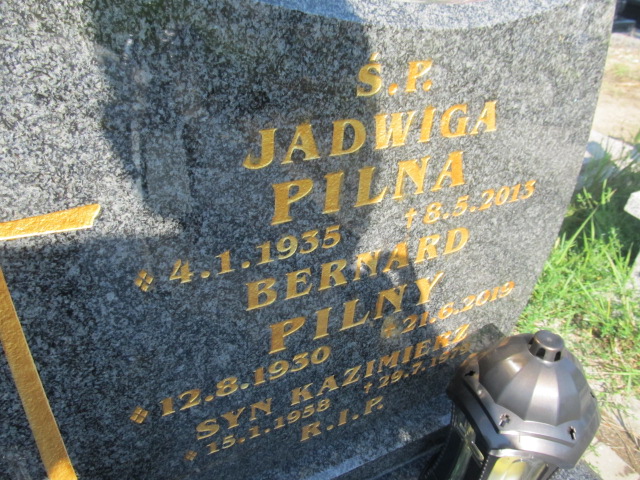 Ś.P.
JADWIGA
PILNA
4.1.1935 †8.5.2013
BERNARD
PILNY
12.8.1930 †21.6.2019
SYN KAZIMIERZ
15.1.1958
R.I.P.